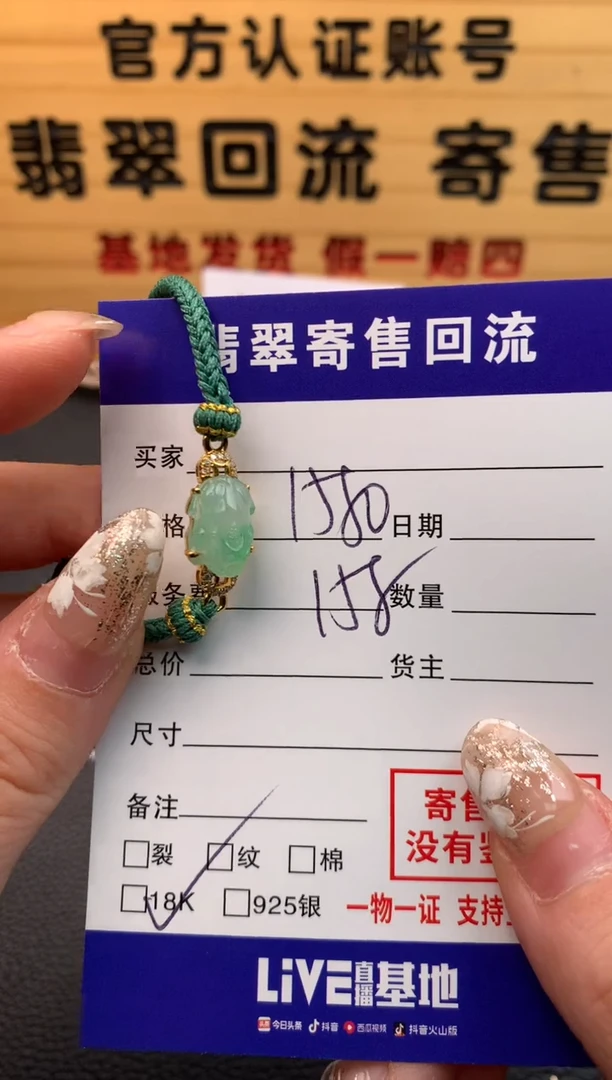 官方认证账号
翡翠回流 寄售
基地发货 假一赔四
翡翠寄售回流
买家
格 1580 日期
服务费 158 数量
总价 货主
尺寸
备注
寄售
没有鉴
裂 纹 棉
18K 925银
一物一证 支持
LiVE直播基地
今日头条 抖音 西瓜视频 抖音火山版